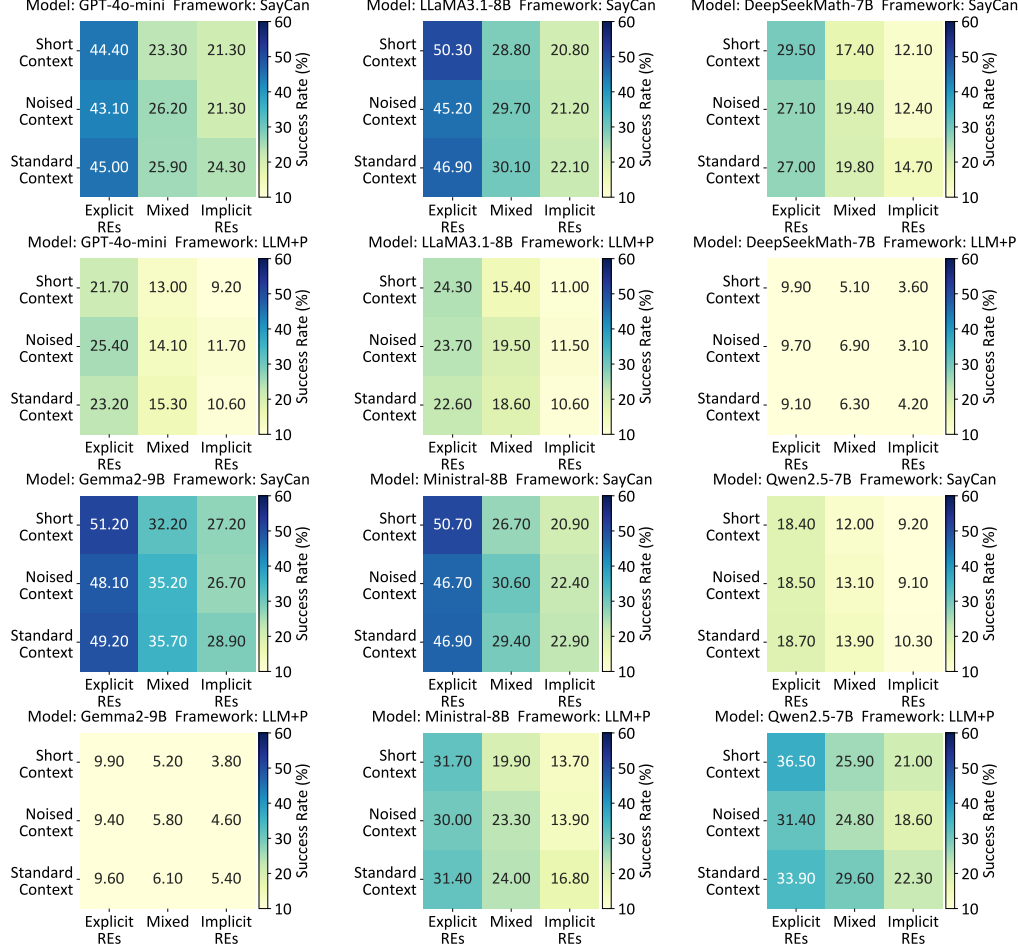 Model: GPT-4o-mini Framework: SayCan
Short Context 44.40 23.30 21.30
Noised Context 43.10 26.20 21.30
Standard Context 45.00 25.90 24.30
Explicit REs Mixed Implicit REs
60 50 40 30 20 10
Success Rate (%)
Model: LLaMA3.1-8B Framework: SayCan
Short Context 50.30 28.80 20.80
Noised Context 45.20 29.70 21.20
Standard Context 46.90 30.10 22.10
Explicit REs Mixed Implicit REs
60 50 40 30 20 10
Success Rate (%)
Model: DeepSeekMath-7B Framework: SayCan
Short Context 29.50 17.40 12.10
Noised Context 27.10 19.40 12.40
Standard Context 27.00 19.80 14.70
Explicit REs Mixed Implicit REs
60 50 40 30 20 10
Success Rate (%)
Model: GPT-4o-mini Framework: LLM+P
Short Context 21.70 13.00 9.20
Noised Context 25.40 14.10 11.70
Standard Context 23.20 15.30 10.60
Explicit REs Mixed Implicit REs
60 50 40 30 20 10
Success Rate (%)
Model: LLaMA3.1-8B Framework: LLM+P
Short Context 24.30 15.40 11.00
Noised Context 23.70 19.50 11.50
Standard Context 22.60 18.60 10.60
Explicit REs Mixed Implicit REs
60 50 40 30 20 10
Success Rate (%)
Model: DeepSeekMath-7B Framework: LLM+P
Short Context 9.90 5.10 3.60
Noised Context 9.70 6.90 3.10
Standard Context 9.10 6.30 4.20
Explicit REs Mixed Implicit REs
60 50 40 30 20 10
Success Rate (%)
Model: Gemma2-9B Framework: SayCan
Short Context 51.20 32.20 27.20
Noised Context 48.10 35.20 26.70
Standard Context 49.20 35.70 28.90
Explicit REs Mixed Implicit REs
60 50 40 30 20 10
Success Rate (%)
Model: Ministral-8B Framework: SayCan
Short Context 50.70 26.70 20.90
Noised Context 46.70 30.60 22.40
Standard Context 46.90 29.40 22.90
Explicit REs Mixed Implicit REs
60 50 40 30 20 10
Success Rate (%)
Model: Qwen2.5-7B Framework: SayCan
Short Context 18.40 12.00 9.20
Noised Context 18.50 13.10 9.10
Standard Context 18.70 13.90 10.30
Explicit REs Mixed Implicit REs
60 50 40 30 20 10
Success Rate (%)
Model: Gemma2-9B Framework: LLM+P
Short Context 9.90 5.20 3.80
Noised Context 9.40 5.80 4.60
Standard Context 9.60 6.10 5.40
Explicit REs Mixed Implicit REs
60 50 40 30 20 10
Success Rate (%)
Model: Ministral-8B Framework: LLM+P
Short Context 31.70 19.90 13.70
Noised Context 30.00 23.30 13.90
Standard Context 31.40 24.00 16.80
Explicit REs Mixed Implicit REs
60 50 40 30 20 10
Success Rate (%)
Model: Qwen2.5-7B Framework: LLM+P
Short Context 36.50 25.90 21.00
Noised Context 31.40 24.80 18.60
Standard Context 33.90 29.60 22.30
Explicit REs Mixed Implicit REs
60 50 40 30 20 10
Success Rate (%)